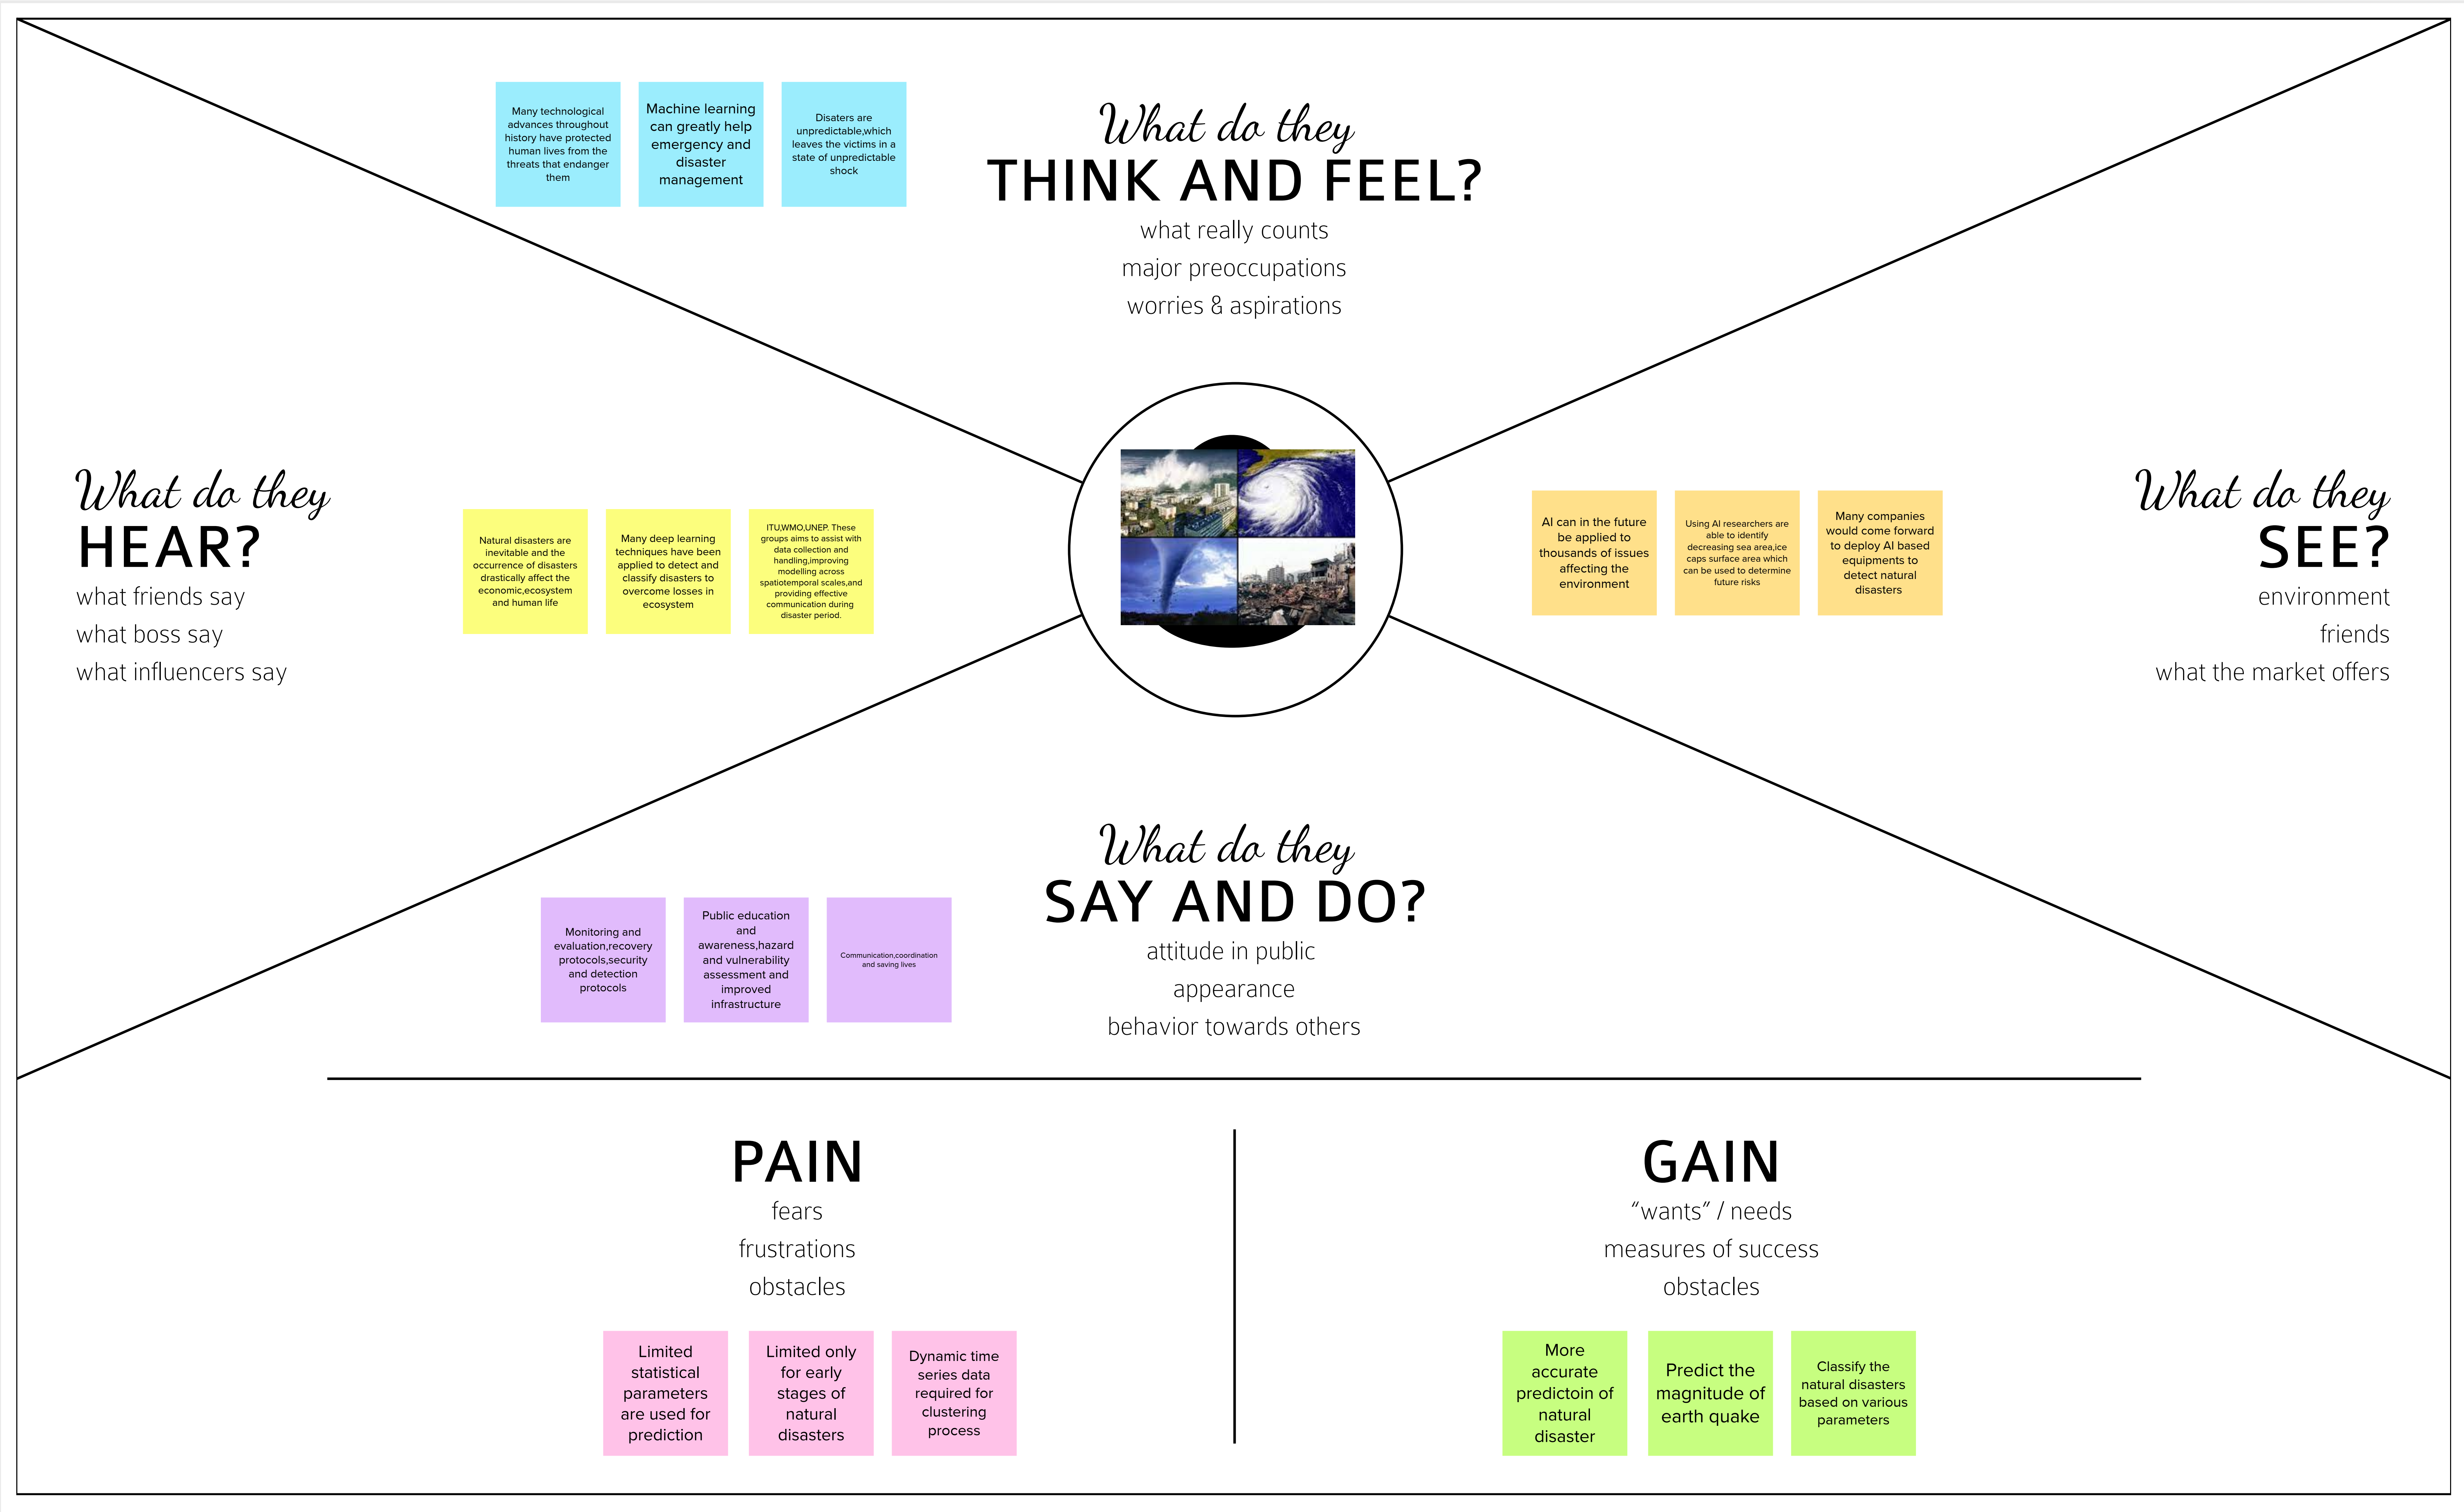 Many technological
advances throughout
history have protected
human lives from the
threats that endanger
them
Machine learning
can greatly help
emergency and
disaster
management
Disaters are
unpredictable,which
leaves the victims in a
state of unpredictable
shock
What do they
THINK AND FEEL?
what really counts
major preoccupations
worries & aspirations
What do they
HEAR?
what friends say
what boss say
what influencers say
Natural disasters are
inevitable and the
occurrence of disasters
drastically affect the
economic,ecosystem
and human life
Many deep learning
techniques have been
applied to detect and
classify disasters to
overcome losses in
ecosystem
ITU,WMO,UNEP. These
groups aims to assist with
data collection and
handling,improving
modelling across
spatiotemporal scales,and
providing effective
communication during
disaster period.
AI can in the future
be applied to
thousands of issues
affecting the
environment
Using AI researchers are
able to identify
decreasing sea area,ice
caps surface area which
can be used to determine
future risks
Many companies
would come forward
to deploy AI based
equipments to
detect natural
disasters
What do they
SEE?
environment
friends
what the market offers
Monitoring and
evaluation,recovery
protocols,security
and detection
protocols
Public education
and
awareness,hazard
and vulnerability
assessment and
improved
infrastructure
Communication,coordination
and saving lives
What do they
SAY AND DO?
attitude in public
appearance
behavior towards others
PAIN
fears
frustrations
obstacles
Limited
statistical
parameters
are used for
prediction
Limited only
for early
stages of
natural
disasters
Dynamic time
series data
required for
clustering
process
GAIN
“wants” / needs
measures of success
obstacles
More
accurate
predictoin of
natural
disaster
Predict the
magnitude of
earth quake
Classify the
natural disasters
based on various
parameters